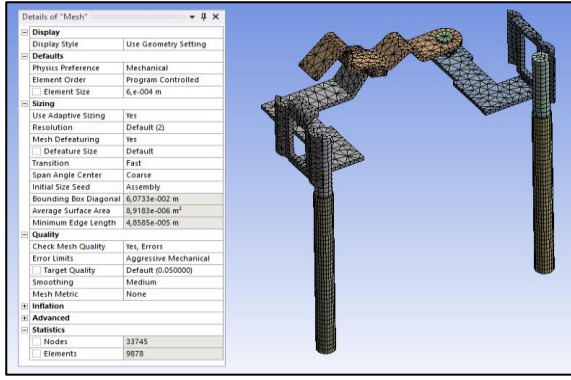 Details of "Mesh"
Display
Display Style Use Geometry Setting
Defaults
Physics Preference Mechanical
Element Order Program Controlled
Element Size 6,e-004 m
Sizing
Use Adaptive Sizing Yes
Resolution Default (2)
Mesh Defeaturing Yes
Defeature Size Default
Transition Fast
Span Angle Center Coarse
Initial Size Seed Assembly
Bounding Box Diagonal 6,0733e-002 m
Average Surface Area 8,9183e-006 m²
Minimum Edge Length 4,8585e-005 m
Quality
Check Mesh Quality Yes, Errors
Error Limits Aggressive Mechanical
Target Quality Default (0.050000)
Smoothing Medium
Mesh Metric None
Inflation
Advanced
Statistics
Nodes 33745
Elements 9878